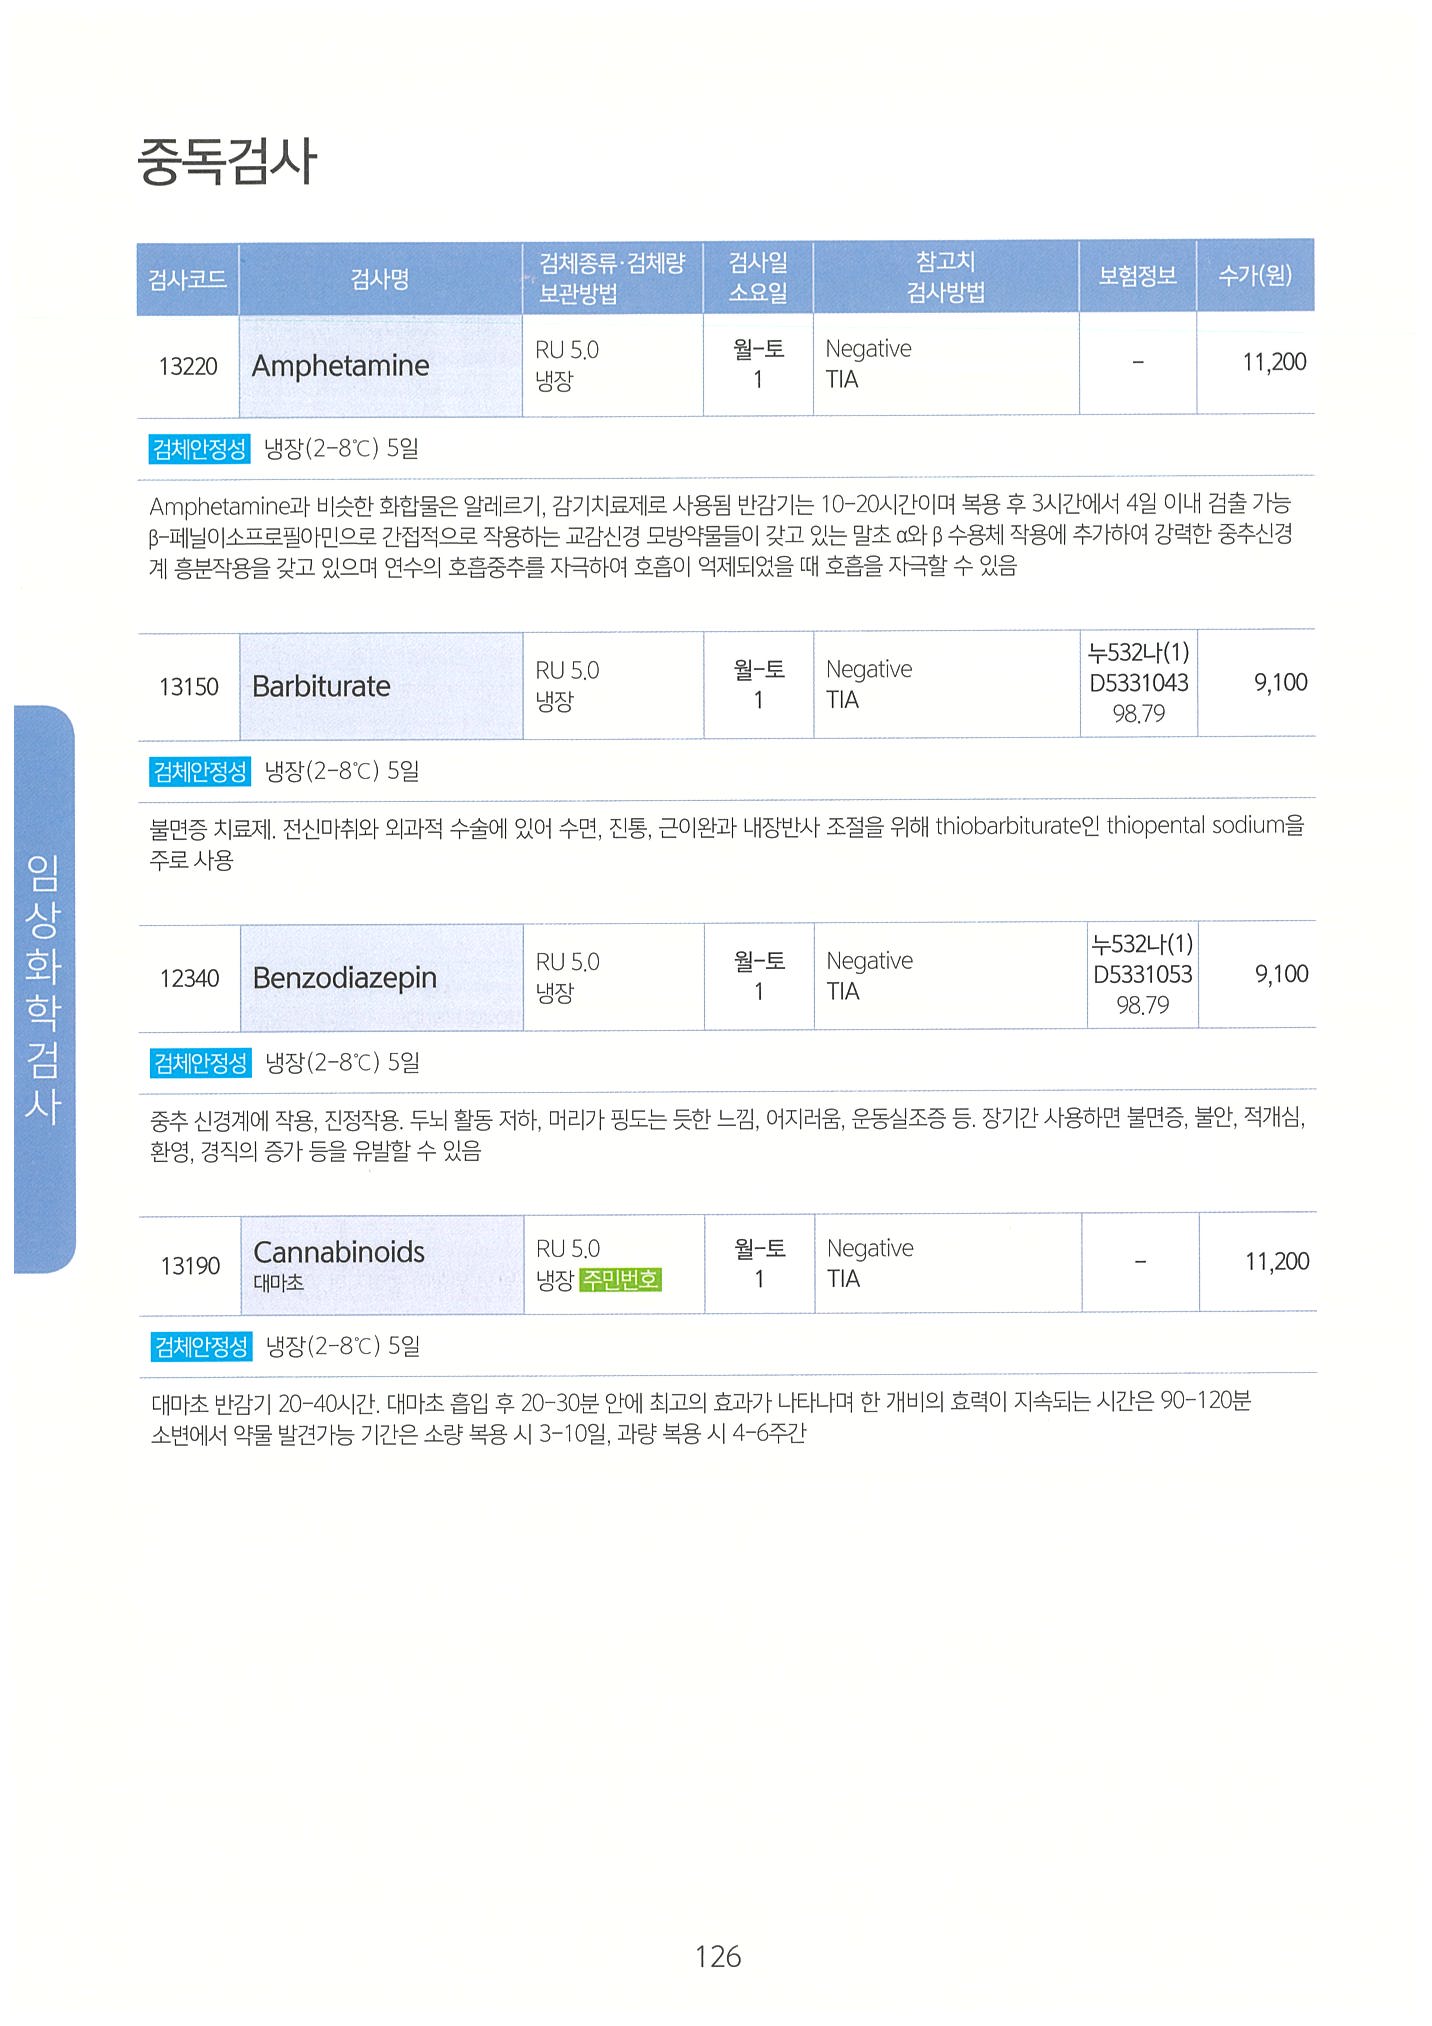 중독검사
검사코드 검사명 검체종류·검체량 보관방법 검사일 소요일 참고치 검사방법 보험정보 수가(원)
13220 Amphetamine RU 5.0 냉장 월-토 1 Negative TIA - 11,200
검체안정성 냉장(2-8℃) 5일
Amphetamine과 비슷한 화합물은 알레르기, 감기치료제로 사용됨 반감기는 10-20시간이며 복용 후 3시간에서 4일 이내 검출 가능
β-페닐이소프로필아민으로 간접적으로 작용하는 교감신경 모방약물들이 갖고 있는 말초 α와 β 수용체 작용에 추가하여 강력한 중추신경
계 흥분작용을 갖고 있으며 연수의 호흡중추를 자극하여 호흡이 억제되었을 때 호흡을 자극할 수 있음
13150 Barbiturate RU 5.0 냉장 월-토 1 Negative TIA 누532나(1) D5331043 98.79 9,100
검체안정성 냉장(2-8℃) 5일
불면증 치료제. 전신마취와 외과적 수술에 있어 수면, 진통, 근이완과 내장반사 조절을 위해 thiobarbiturate인 thiopental sodium을
주로 사용
12340 Benzodiazepin RU 5.0 냉장 월-토 1 Negative TIA 누532나(1) D5331053 98.79 9,100
검체안정성 냉장(2-8℃) 5일
중추 신경계에 작용, 진정작용. 두뇌 활동 저하, 머리가 핑도는 듯한 느낌, 어지러움, 운동실조증 등. 장기간 사용하면 불면증, 불안, 적개심,
환영, 경직의 증가 등을 유발할 수 있음
13190 Cannabinoids 대마초 RU 5.0 냉장 주민번호 월-토 1 Negative TIA - 11,200
검체안정성 냉장(2-8℃) 5일
대마초 반감기 20-40시간. 대마초 흡입 후 20-30분 안에 최고의 효과가 나타나며 한 개비의 효력이 지속되는 시간은 90-120분
소변에서 약물 발견가능 기간은 소량 복용 시 3-10일, 과량 복용 시 4-6주간
임상화학검사
126